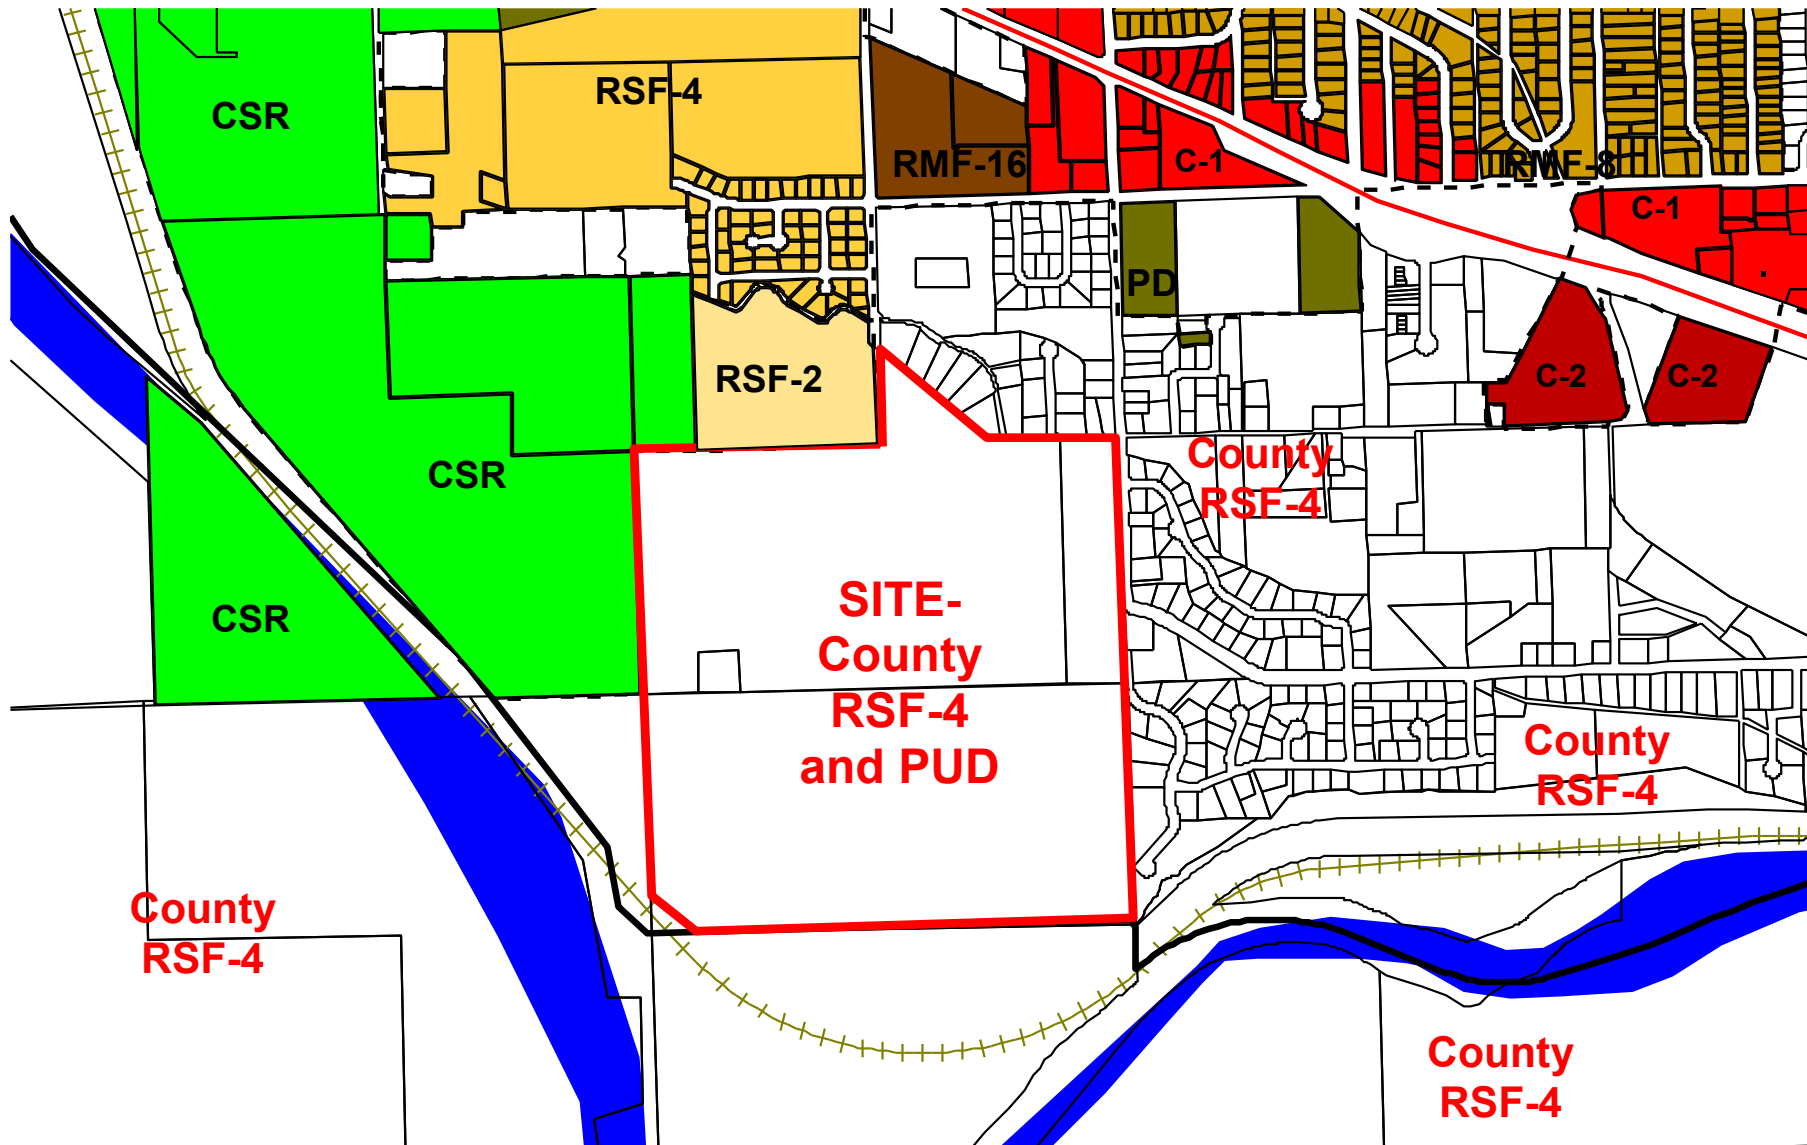 CSR
RSF-4
RMF-16
C-1
RMF-8
C-1
PD
RSF-2
C-2
C-2
CSR
County
RSF-4
CSR
SITE-
County
RSF-4
and PUD
County
RSF-4
County
RSF-4
County
RSF-4